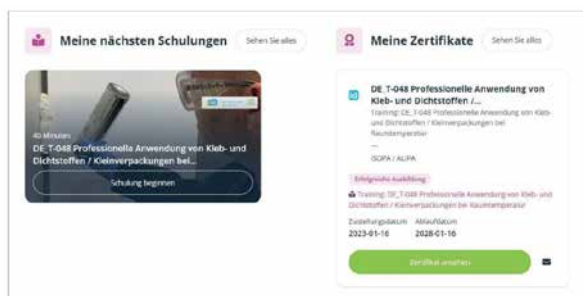 Meine nächsten Schulungen
Sehen Sie alles
40 Minuten
DE_T-048 Professionelle Anwendung von Kleb- und
Dichtstoffen / Kleinverpackungen bei...
Schulung beginnen
Meine Zertifikate
Sehen Sie alles
DE_T-048 Professionelle Anwendung von
Kleb- und Dichtstoffen /...
Training: DE_T-048 Professionelle Anwendung von Kleb-
und Dichtstoffen / Kleinverpackungen bei
Raumtemperatur
---
ISOPA / ALIPA
Erfolgreiche Ausbildung
Training: DE_T-048 Professionelle Anwendung von Kleb- und
Dichtstoffen / Kleinverpackungen bei Raumtemperatur
Zustellungsdatum Ablaufdatum
2023-01-16 2028-01-16
Zertifikat ansehen